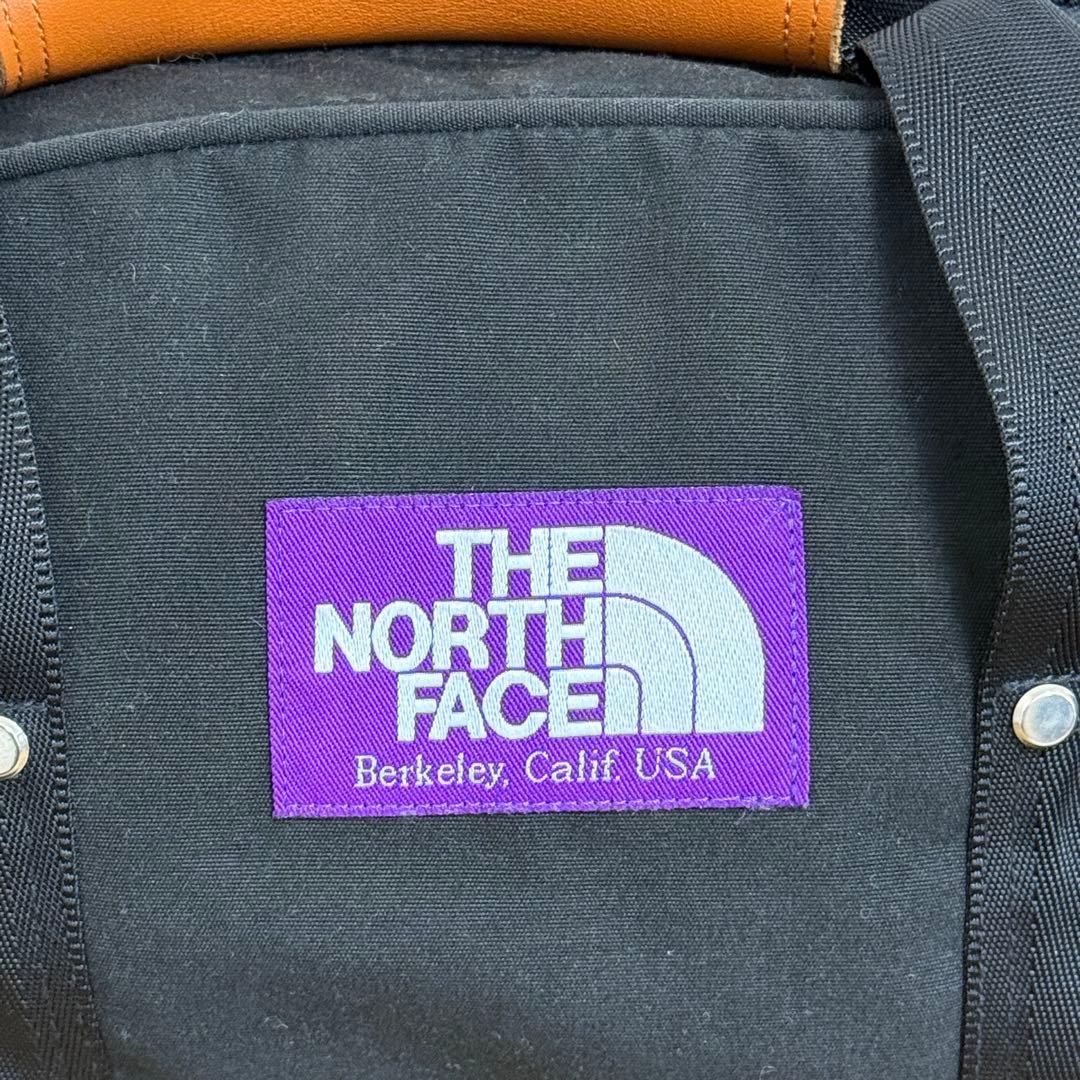 THE
NORTH
FACE
Berkeley, Calif. USA